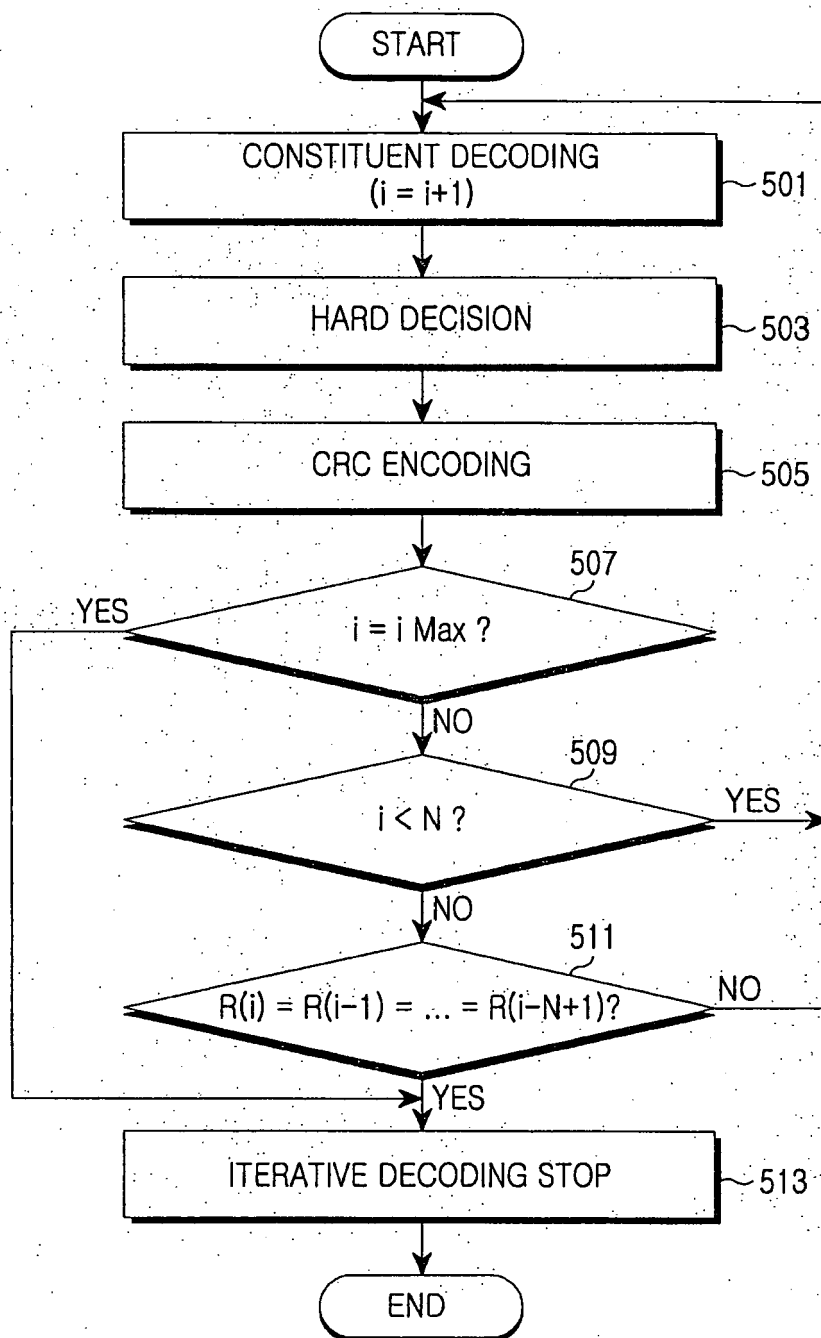 START
CONSTITUENT DECODING
(i = i+1)
501
HARD DECISION
503
CRC ENCODING
505
507
YES
i = i Max ?
NO
509
i < N ?
YES
NO
511
R(i) = R(i-1) = ... = R(i-N+1)?
NO
YES
ITERATIVE DECODING STOP
513
END